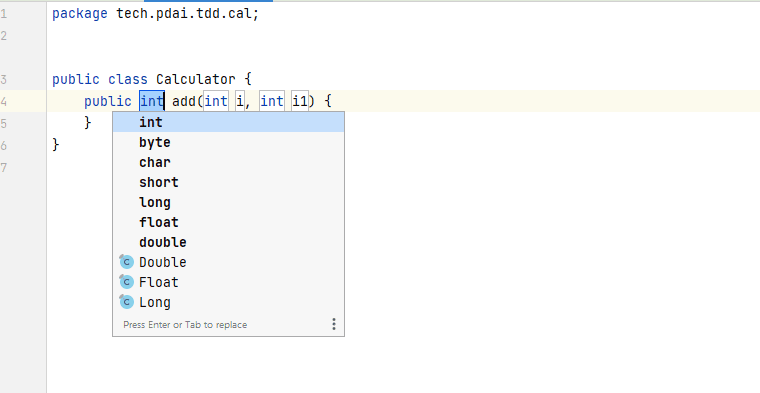 1 package tech.pdai.tdd.cal;
2
3 public class Calculator {
4 public int add(int i, int i1) {
5 }
6 }
7
int
byte
char
short
long
float
double
C Double
C Float
C Long
Press Enter or Tab to replace